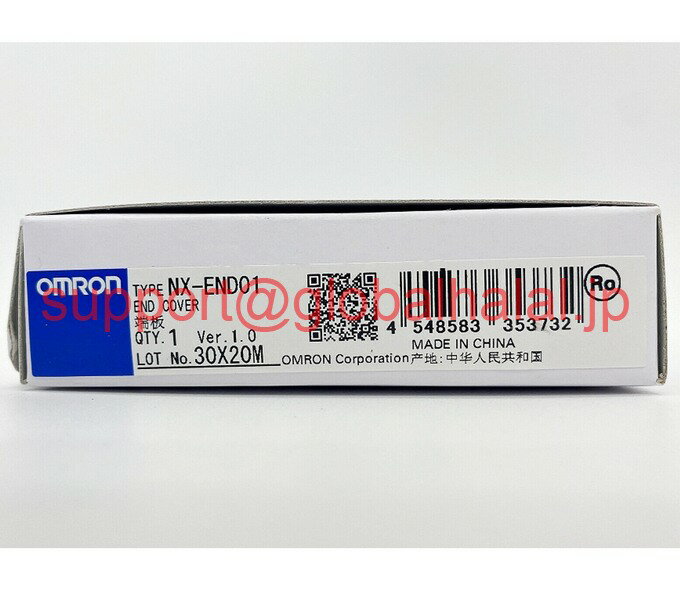 OMRON
TYPE NX-END01
END COVER
端板
QTY. 1 Ver.1.0
LOT No. 30X20M
4 548583 353732
MADE IN CHINA
OMRON Corporation 产地: 中华人民共和国
Ro
support@globalhalal.jp